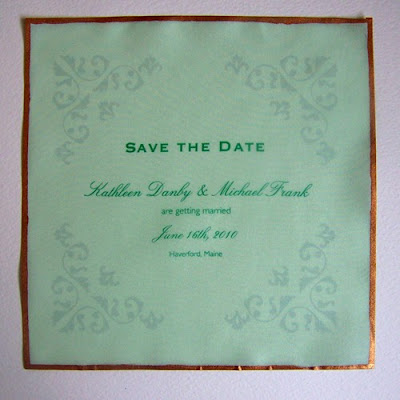 SAVE THE DATE
Kathleen Danby & Michael Frank
are getting married
June 16th, 2010
Haverford, Maine